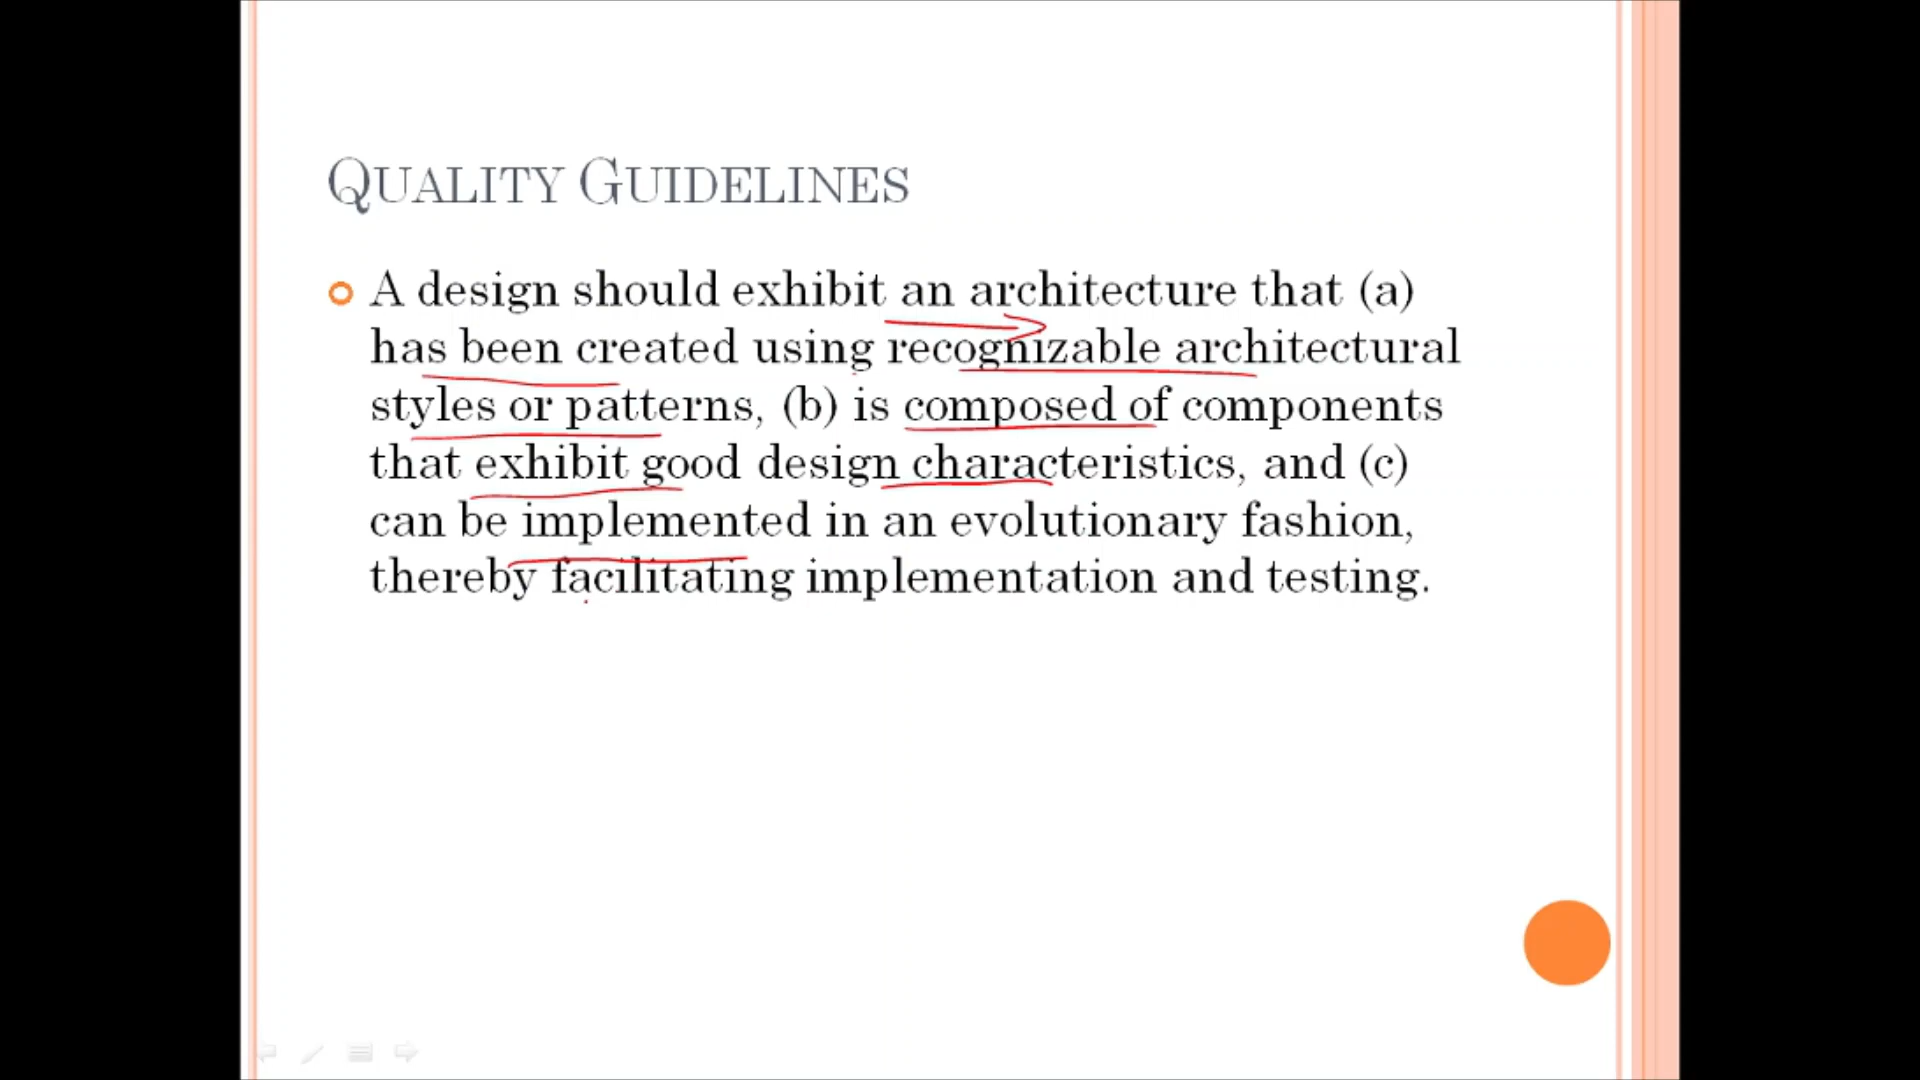 QUALITY GUIDELINES
A design should exhibit an architecture that (a)
has been created using recognizable architectural
styles or patterns, (b) is composed of components
that exhibit good design characteristics, and (c)
can be implemented in an evolutionary fashion,
thereby facilitating implementation and testing.